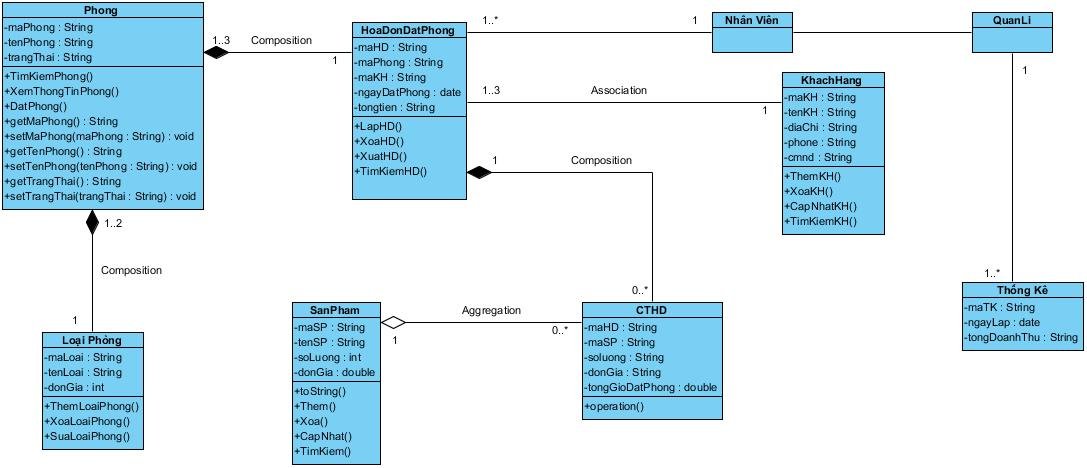 Phong
-maPhong : String
-tenPhong : String
-trangThai : String
+TimKiemPhong()
+XemThongTinPhong()
+DatPhong()
+getMaPhong() : String
+setMaPhong(maPhong : String) : void
+getTenPhong() : String
+setTenPhong(tenPhong : String) : void
+getTrangThai() : String
+setTrangThai(trangThai : String) : void
1..3
Composition
1
HoaDonDatPhong
-maHD : String
-maPhong : String
-maKH : String
-ngayDatPhong : date
-tongtien : String
+LapHD()
+XoaHD()
+XuatHD()
+TimKiemHD()
1..*
1
Nhân Viên
QuanLi
1..3
Association
1
KhachHang
-maKH : String
-tenKH : String
-diaChi : String
-phone : String
-cmnd : String
+ThemKH()
+XoaKH()
+CapNhatKH()
+TimKiemKH()
1
1..*
Thống Kê
-maTK : String
-ngayLap : date
-tongDoanhThu : String
1
Composition
0..*
1..2
Composition
1
Loại Phòng
-maLoai : String
-tenLoai : String
-donGia : int
+ThemLoaiPhong()
+XoaLoaiPhong()
+SuaLoaiPhong()
SanPham
-maSP : String
-tenSP : String
-soLuong : int
-donGia : double
+toString()
+Them()
+Xoa()
+CapNhat()
+TimKiem()
1
Aggregation
0..*
CTHD
-maHD : String
-maSP : String
-soluong : String
-donGia : String
-tongGioDatPhong : double
+operation()